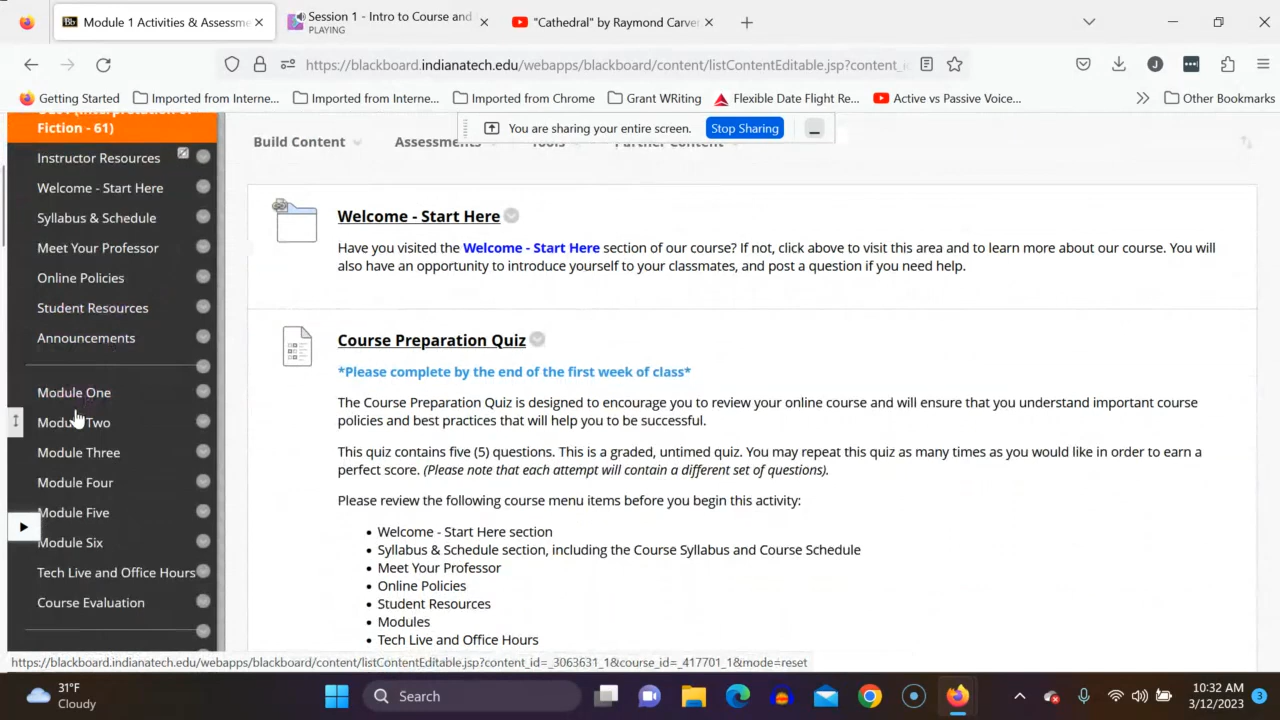 Module 1 Activities & Assessme
Session 1 - Intro to Course and
PLAYING
"Cathedral" by Raymond Carver
https://blackboard.indianatech.edu/webapps/blackboard/content/listContentEditable.jsp?content_i
Getting Started
Imported from Interne...
Imported from Interne...
Imported from Chrome
Grant WRiting
Flexible Date Flight Re...
Active vs Passive Voice...
Other Bookmarks
(Interpretation of
Fiction - 61)
You are sharing your entire screen.
Stop Sharing
Build Content
Assessments
Tools
Partner Content
Instructor Resources
Welcome - Start Here
Syllabus & Schedule
Meet Your Professor
Online Policies
Student Resources
Announcements
Module One
Module Two
Module Three
Module Four
Module Five
Module Six
Tech Live and Office Hours
Course Evaluation
Welcome - Start Here
Have you visited the Welcome - Start Here section of our course? If not, click above to visit this area and to learn more about our course. You will
also have an opportunity to introduce yourself to your classmates, and post a question if you need help.
Course Preparation Quiz
*Please complete by the end of the first week of class*
The Course Preparation Quiz is designed to encourage you to review your online course and will ensure that you understand important course
policies and best practices that will help you to be successful.
This quiz contains five (5) questions. This is a graded, untimed quiz. You may repeat this quiz as many times as you would like in order to earn a
perfect score. (Please note that each attempt will contain a different set of questions).
Please review the following course menu items before you begin this activity:
• Welcome - Start Here section
• Syllabus & Schedule section, including the Course Syllabus and Course Schedule
• Meet Your Professor
• Online Policies
• Student Resources
• Modules
• Tech Live and Office Hours
https://blackboard.indianatech.edu/webapps/blackboard/content/listContentEditable.jsp?content_id=_3063631_1&course_id=_417701_1&mode=reset
31°F
Cloudy
Search
10:32 AM
3/12/2023
3